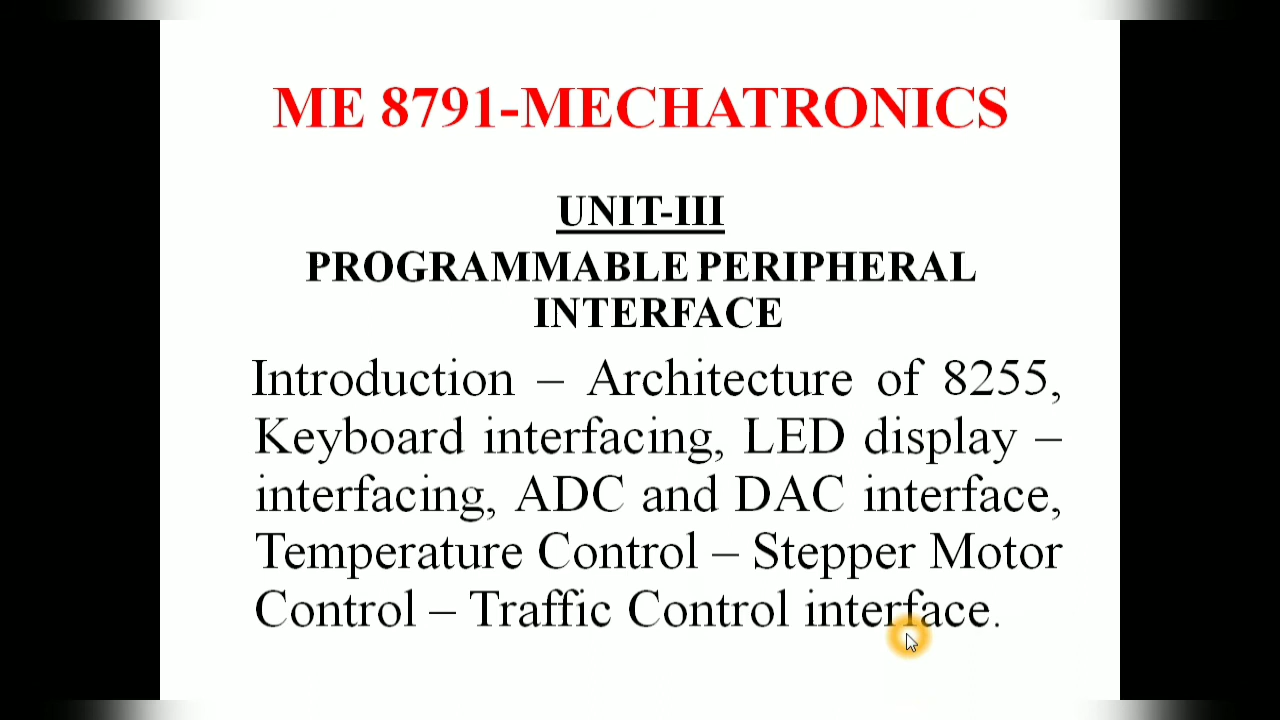 ME 8791-MECHATRONICS
UNIT-III
PROGRAMMABLE PERIPHERAL
INTERFACE
Introduction – Architecture of 8255,
Keyboard interfacing, LED display –
interfacing, ADC and DAC interface,
Temperature Control – Stepper Motor
Control – Traffic Control interface.